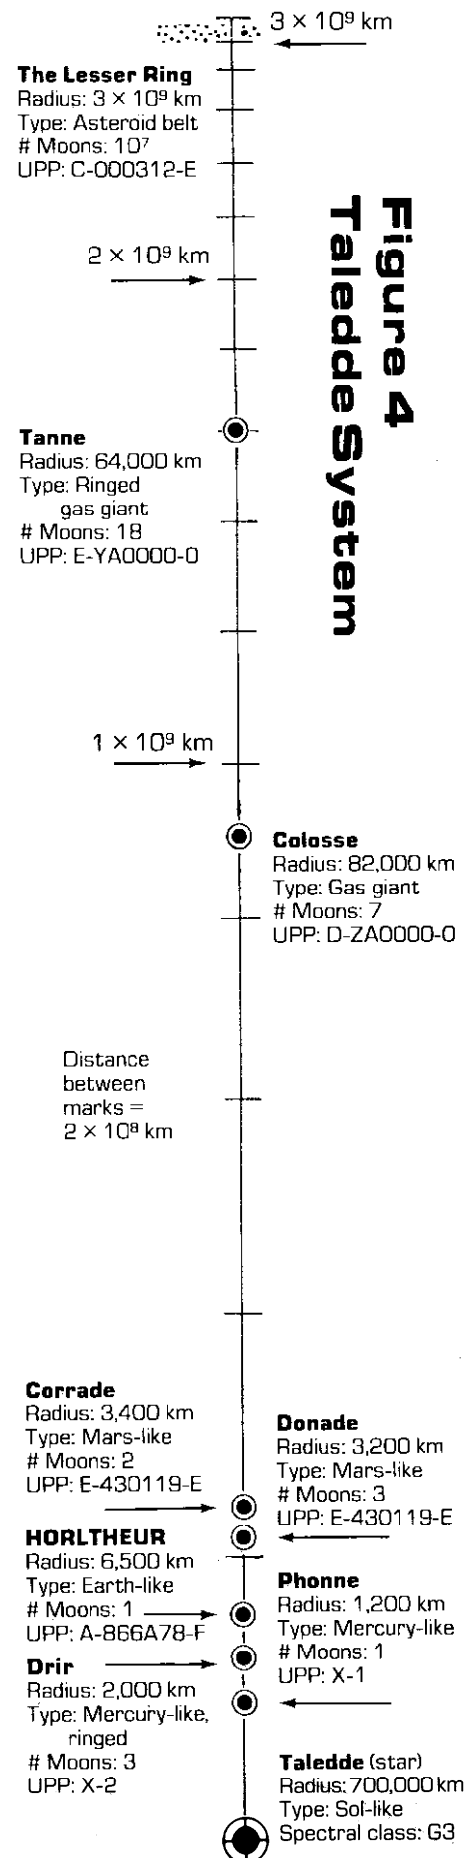 3 × 10⁹ km
The Lesser Ring
Radius: 3 × 10⁹ km
Type: Asteroid belt
# Moons: 10⁷
UPP: C-000312-E
Figure 4
Taledde System
2 × 10⁹ km
Tanne
Radius: 64,000 km
Type: Ringed
gas giant
# Moons: 18
UPP: E-YA0000-0
1 × 10⁹ km
Colosse
Radius: 82,000 km
Type: Gas giant
# Moons: 7
UPP: D-ZA0000-0
Distance
between
marks =
2 × 10⁸ km
Corrade
Radius: 3,400 km
Type: Mars-like
# Moons: 2
UPP: E-430119-E
Donade
Radius: 3,200 km
Type: Mars-like
# Moons: 3
UPP: E-430119-E
HORLTHEUR
Radius: 6,500 km
Type: Earth-like
# Moons: 1
UPP: A-866A78-F
Phonne
Radius: 1,200 km
Type: Mercury-like
# Moons: 1
UPP: X-1
Drir
Radius: 2,000 km
Type: Mercury-like,
ringed
# Moons: 3
UPP: X-2
Taledde (star)
Radius: 700,000 km
Type: Sol-like
Spectral class: G3